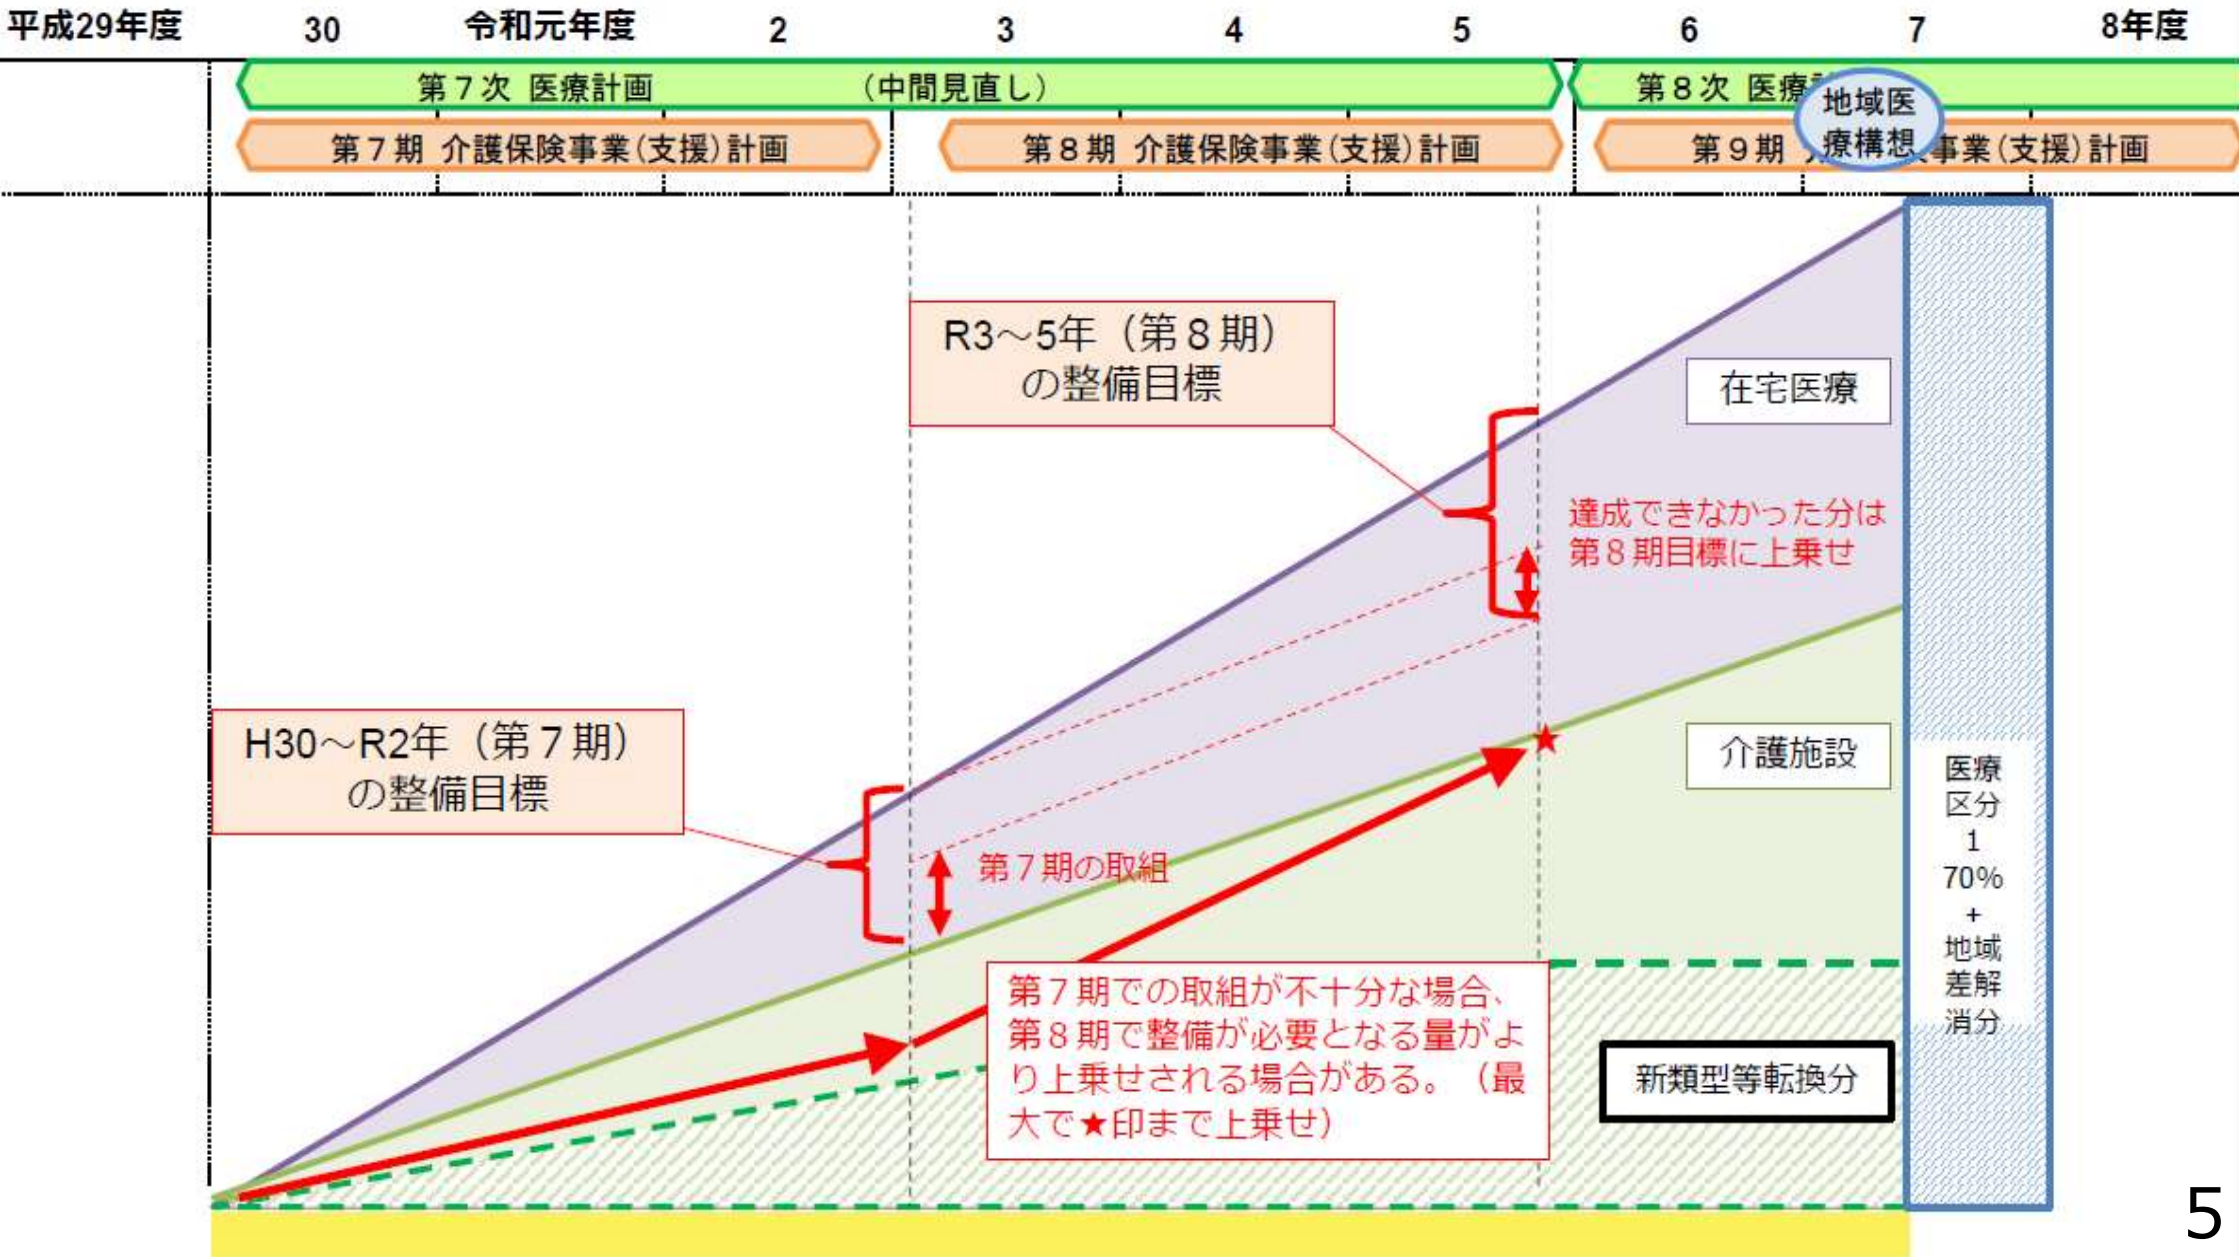 平成29年度 30 令和元年度 2 3 4 5 6 7 8年度
第７次 医療計画 （中間見直し）
第８次 医療
地域医
療構想
第７期 介護保険事業(支援)計画
第８期 介護保険事業(支援)計画
第９期
事業(支援)計画
R3～5年（第８期）
の整備目標
在宅医療
達成できなかった分は
第８期目標に上乗せ
H30～R2年（第７期）
の整備目標
介護施設
第７期の取組
医療
区分
1
70%
+
地域
差解
消分
第７期での取組が不十分な場合、
第８期で整備が必要となる量がよ
り上乗せされる場合がある。（最
大で★印まで上乗せ）
新類型等転換分
5